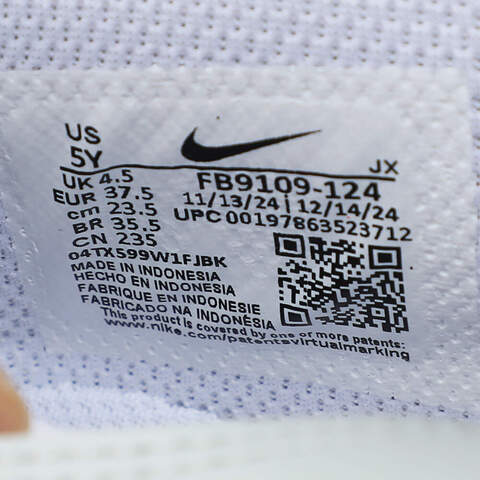 US
5Y
JX
UK 4.5
EUR 37.5
cm 23.5
BR 35.5
CN 235
FB9109-124
11/13/24 | 12/14/24
UPC 00197863523712
04TX599W1FJBK
MADE IN INDONESIA
HECHO EN INDONESIA
FABRIQUE EN INDONESIE
FABRICADO NA INDONÉSIA
This product is covered by one or more patents:
www.nike.com/patentsvirtualmarking